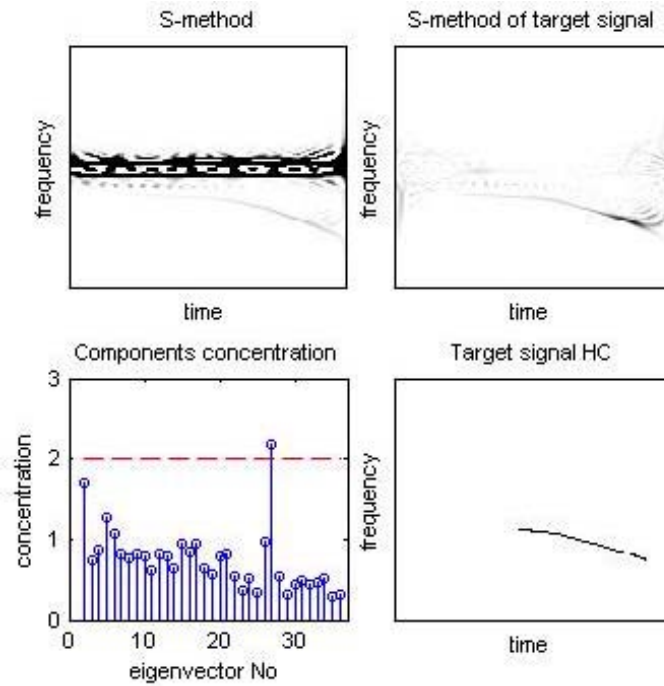 S-method
frequency
time
S-method of target signal
frequency
time
Components concentration
concentration
3
2
1
0
0
10
20
30
eigenvector No
Target signal HC
frequency
time